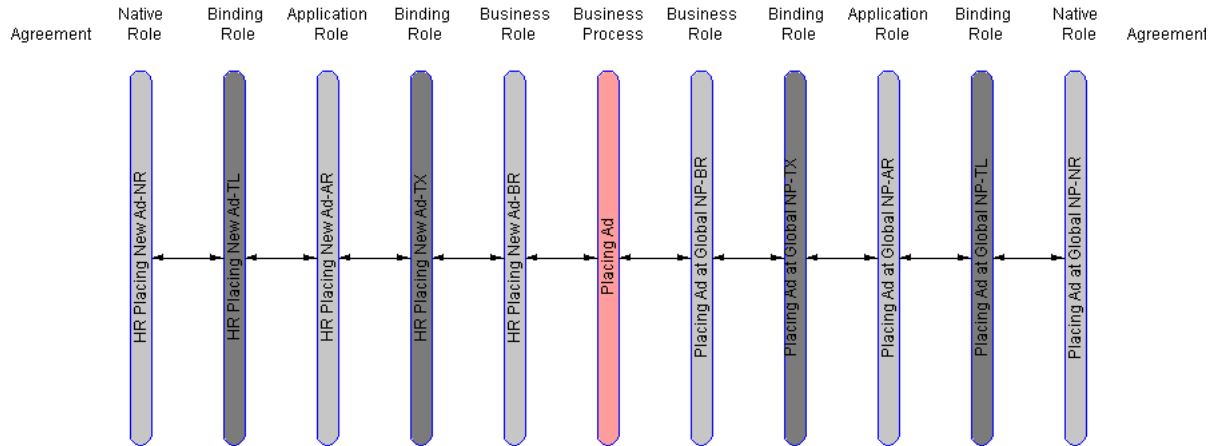 Agreement
Native
Role
Binding
Role
Application
Role
Binding
Role
Business
Role
Business
Process
Business
Role
Binding
Role
Application
Role
Binding
Role
Native
Role
Agreement
HR Placing New Ad-NR
HR Placing New Ad-TL
HR Placing New Ad-AR
HR Placing New Ad-TX
HR Placing New Ad-BR
Placing Ad
Placing Ad at Global NP-BR
Placing Ad at Global NP-TX
Placing Ad at Global NP-AR
Placing Ad at Global NP-TL
Placing Ad at Global NP-NR